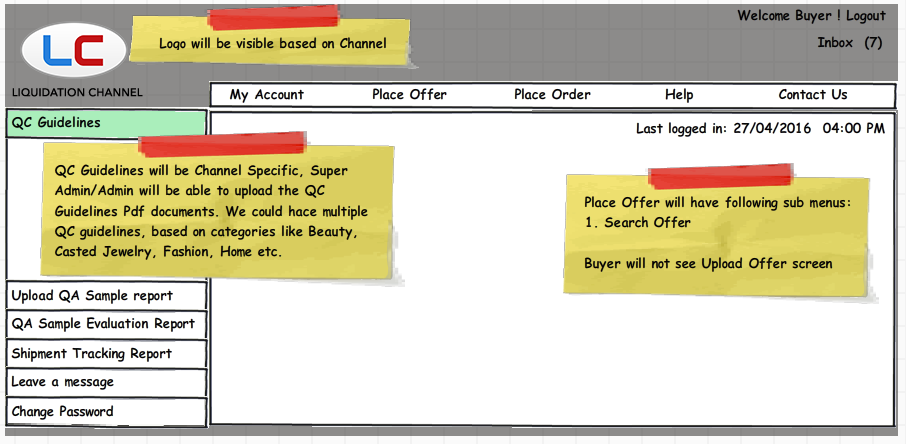 Welcome Buyer ! Logout
Inbox (7)
LC
LIQUIDATION CHANNEL
Logo will be visible based on Channel
My Account Place Offer Place Order Help Contact Us
QC Guidelines
Last logged in: 27/04/2016 04:00 PM
QC Guidelines will be Channel Specific, Super
Admin/Admin will be able to upload the QC
Guidelines Pdf documents. We could hace multiple
QC guidelines, based on categories like Beauty,
Casted Jewelry, Fashion, Home etc.
Place Offer will have following sub menus:
1. Search Offer
Buyer will not see Upload Offer screen
Upload QA Sample report
QA Sample Evaluation Report
Shipment Tracking Report
Leave a message
Change Password